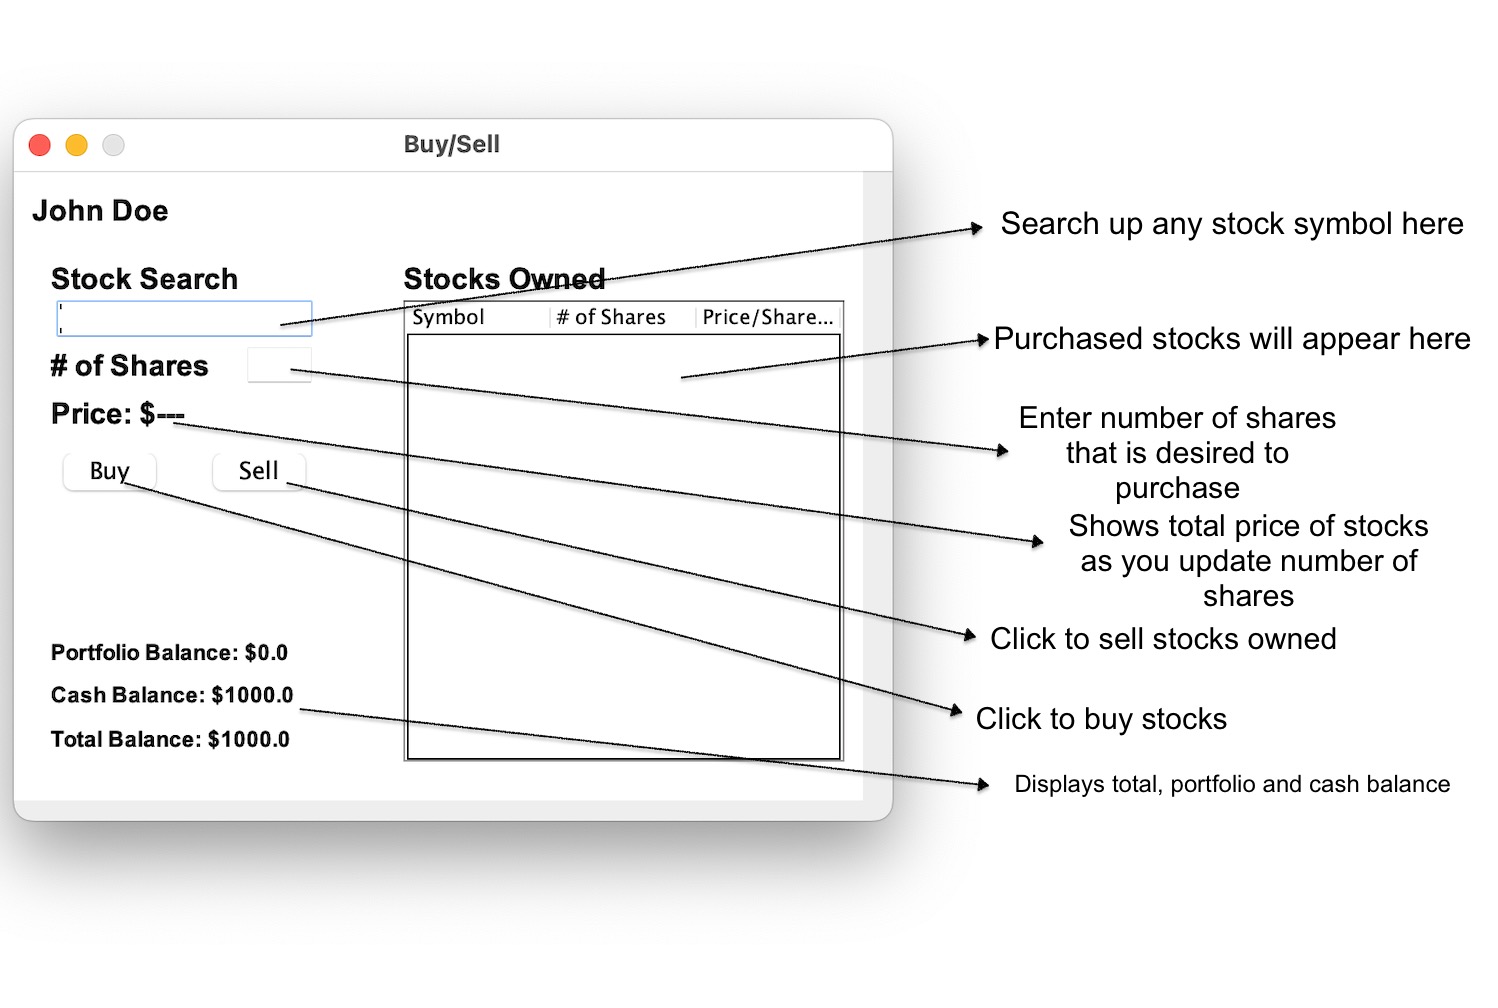 Buy/Sell
John Doe
Stock Search
# of Shares
Price: $---
Buy
Sell
Portfolio Balance: $0.0
Cash Balance: $1000.0
Total Balance: $1000.0
Stocks Owned
Symbol
# of Shares
Price/Share...
Search up any stock symbol here
Purchased stocks will appear here
Enter number of shares
that is desired to
purchase
Shows total price of stocks
as you update number of
shares
Click to sell stocks owned
Click to buy stocks
Displays total, portfolio and cash balance